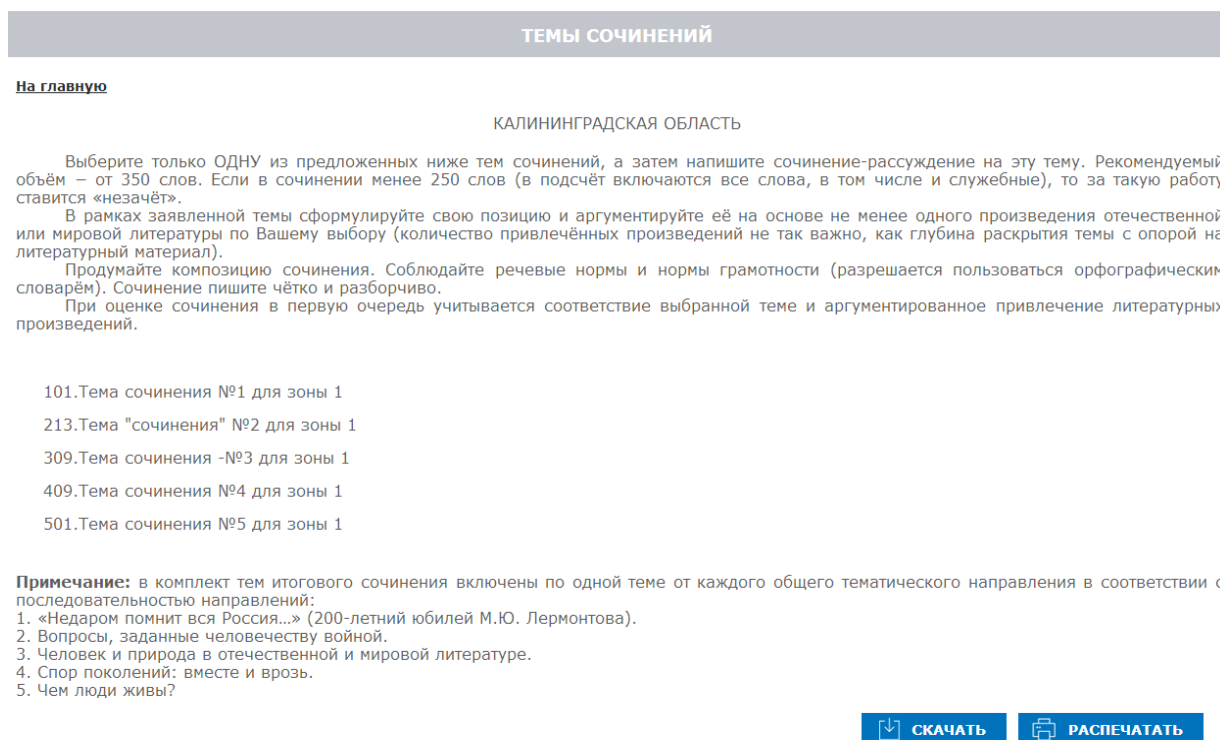 ТЕМЫ СОЧИНЕНИЙ
На главную
КАЛИНИНГРАДСКАЯ ОБЛАСТЬ
Выберите только ОДНУ из предложенных ниже тем сочинений, а затем напишите сочинение-рассуждение на эту тему. Рекомендуемый
объём – от 350 слов. Если в сочинении менее 250 слов (в подсчёт включаются все слова, в том числе и служебные), то за такую работу
ставится «незачёт».
В рамках заявленной темы сформулируйте свою позицию и аргументируйте её на основе не менее одного произведения отечественной
или мировой литературы по Вашему выбору (количество привлечённых произведений не так важно, как глубина раскрытия темы с опорой на
литературный материал).
Продумайте композицию сочинения. Соблюдайте речевые нормы и нормы грамотности (разрешается пользоваться орфографическим
словарём). Сочинение пишите чётко и разборчиво.
При оценке сочинения в первую очередь учитывается соответствие выбранной теме и аргументированное привлечение литературных
произведений.
101.Тема сочинения №1 для зоны 1
213.Тема "сочинения" №2 для зоны 1
309.Тема сочинения -№3 для зоны 1
409.Тема сочинения №4 для зоны 1
501.Тема сочинения №5 для зоны 1
Примечание: в комплект тем итогового сочинения включены по одной теме от каждого общего тематического направления в соответствии с
последовательностью направлений:
1. «Недаром помнит вся Россия…» (200-летний юбилей М.Ю. Лермонтова).
2. Вопросы, заданные человечеству войной.
3. Человек и природа в отечественной и мировой литературе.
4. Спор поколений: вместе и врозь.
5. Чем люди живы?
СКАЧАТЬ РАСПЕЧАТАТЬ